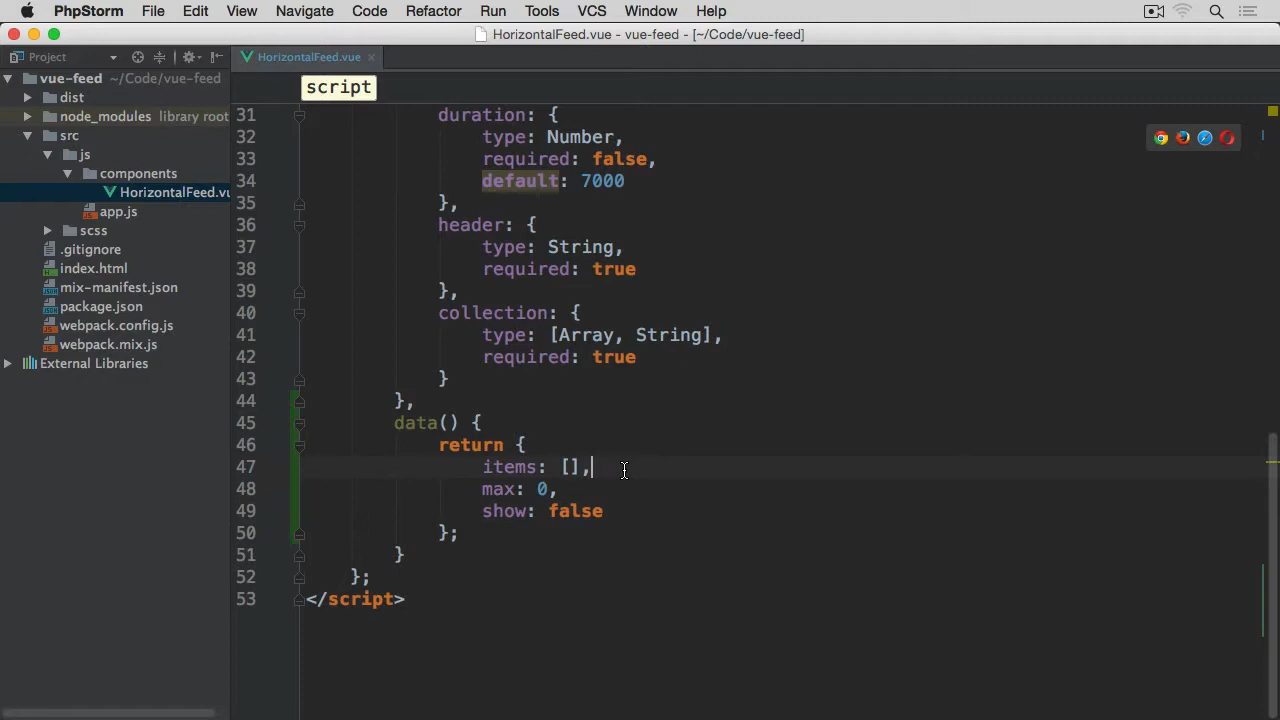 PhpStorm File Edit View Navigate Code Refactor Run Tools VCS Window Help
HorizontalFeed.vue - vue-feed - [~/Code/vue-feed]
Project
HorizontalFeed.vue
vue-feed ~/Code/vue-feed
script
dist
node_modules library root
src
js
components
HorizontalFeed.vu
app.js
scss
.gitignore
index.html
mix-manifest.json
package.json
webpack.config.js
webpack.mix.js
External Libraries
31 duration: {
32 type: Number,
33 required: false,
34 default: 7000
35 },
36 header: {
37 type: String,
38 required: true
39 },
40 collection: {
41 type: [Array, String],
42 required: true
43 }
44 },
45 data() {
46 return {
47 items: [],
48 max: 0,
49 show: false
50 };
51 }
52 };
53 </script>